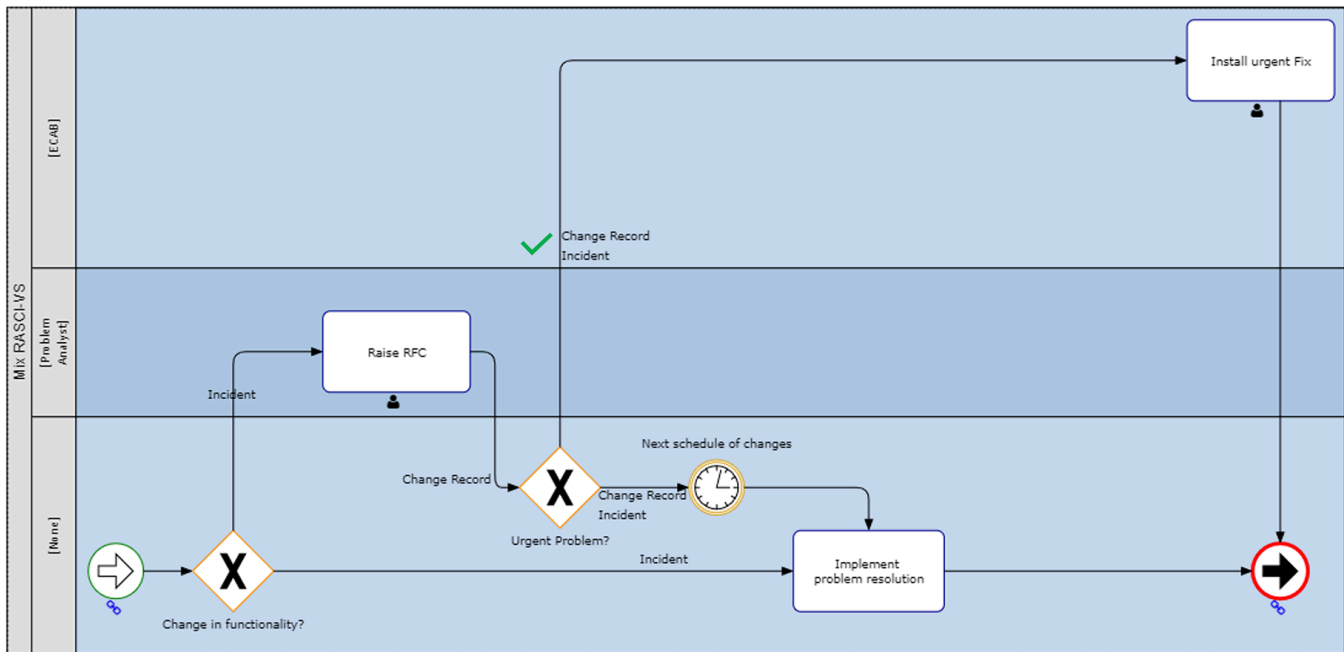 Mix RASCI-VS
[ECAB]
Install urgent Fix
Change Record
Incident
[Problem
Analyst]
Raise RFC
Incident
[None]
Next schedule of changes
Change Record
X
Change Record
Incident
Urgent Problem?
Incident
X
Implement
problem resolution
Change in functionality?